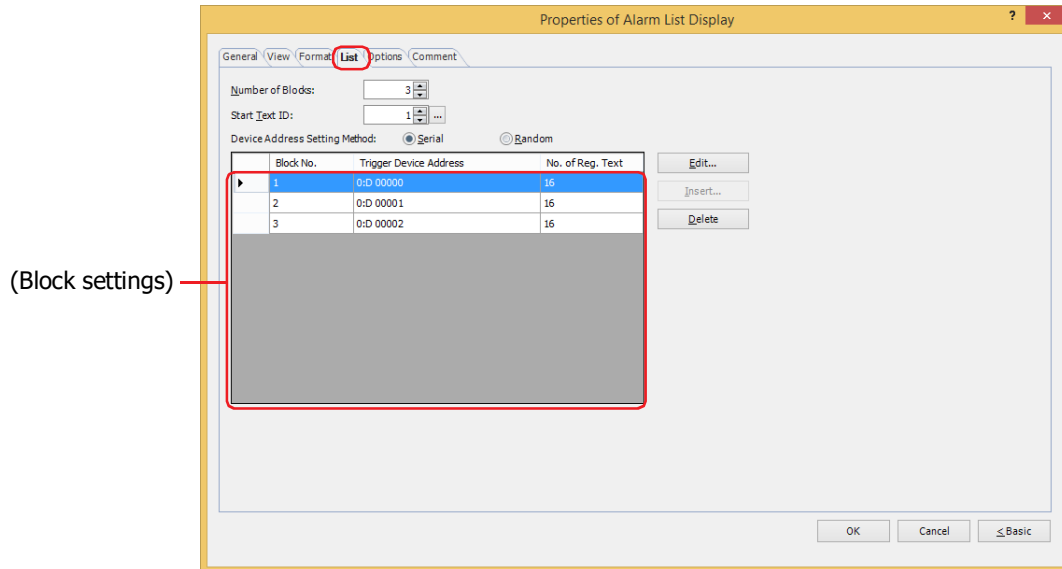 Properties of Alarm List Display
?
×
General View Format List Options Comment
Number of Blocks: 3
Start Text ID: 1 ...
Device Address Setting Method: Serial Random
Block No. Trigger Device Address No. of Reg. Text Edit...
1 0:D 00000 16 Insert...
2 0:D 00001 16
3 0:D 00002 16 Delete
(Block settings)
OK Cancel < Basic